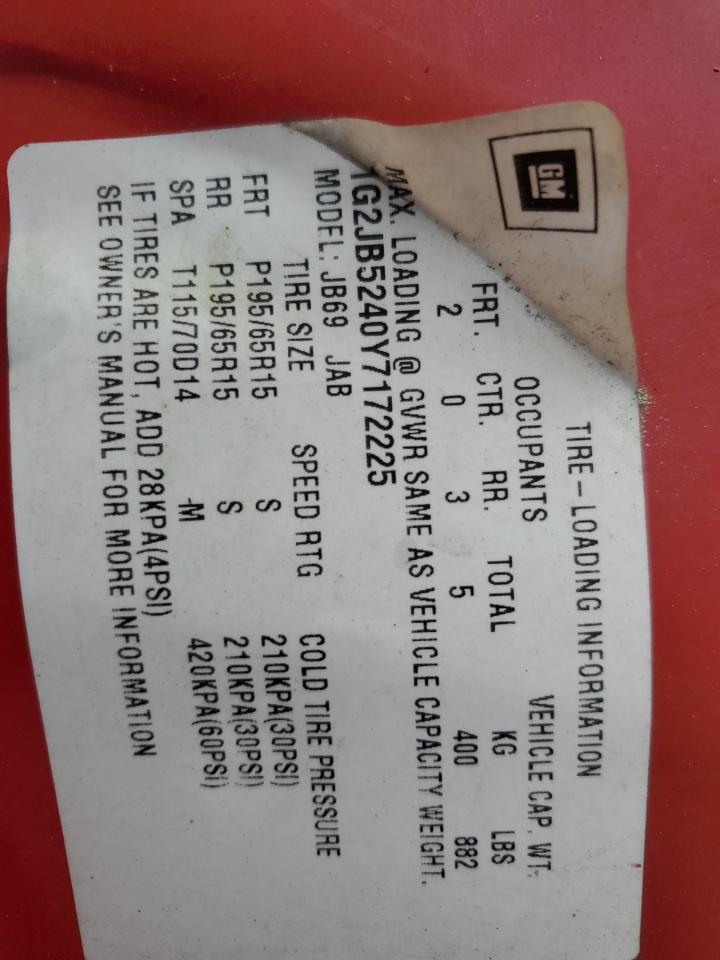 GM
TIRE-LOADING INFORMATION
OCCUPANTS VEHICLE CAP. WT.
FRT. CTR. RR. TOTAL KG LBS
2 0 3 5 400 882
MAX. LOADING @ GVWR SAME AS VEHICLE CAPACITY WEIGHT.
1G2JB5240Y7172225
MODEL: JB69 JAB
TIRE SIZE SPEED RTG COLD TIRE PRESSURE
FRT P195/65R15 S 210KPA(30PSI)
RR P195/65R15 S 210KPA(30PSI)
SPA T115/70D14 -M 420KPA(60PSI)
IF TIRES ARE HOT, ADD 28KPA(4PSI)
SEE OWNER'S MANUAL FOR MORE INFORMATION